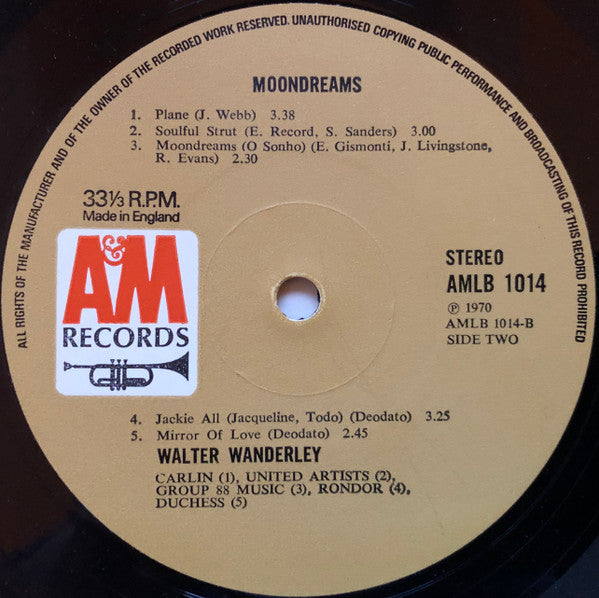 ALL RIGHTS OF THE MANUFACTURER AND OF THE OWNER OF THE RECORDED WORK RESERVED. UNAUTHORISED COPYING PUBLIC PERFORMANCE AND BROADCASTING OF THIS RECORD PROHIBITED
MOONDREAMS
1. Plane (J. Webb) 3.38
2. Soulful Strut (E. Record, S. Sanders) 3.00
3. Moondreams (O Sonho) (E. Gismonti, J. Livingstone,
R. Evans) 2.30
33⅓ R.P.M.
Made in England
A&M
RECORDS
STEREO
AMLB 1014
℗ 1970
AMLB 1014-B
SIDE TWO
4. Jackie All (Jacqueline, Todo) (Deodato) 3.25
5. Mirror Of Love (Deodato) 2.45
WALTER WANDERLEY
CARLIN (1), UNITED ARTISTS (2),
GROUP 88 MUSIC (3), RONDOR (4),
DUCHESS (5)